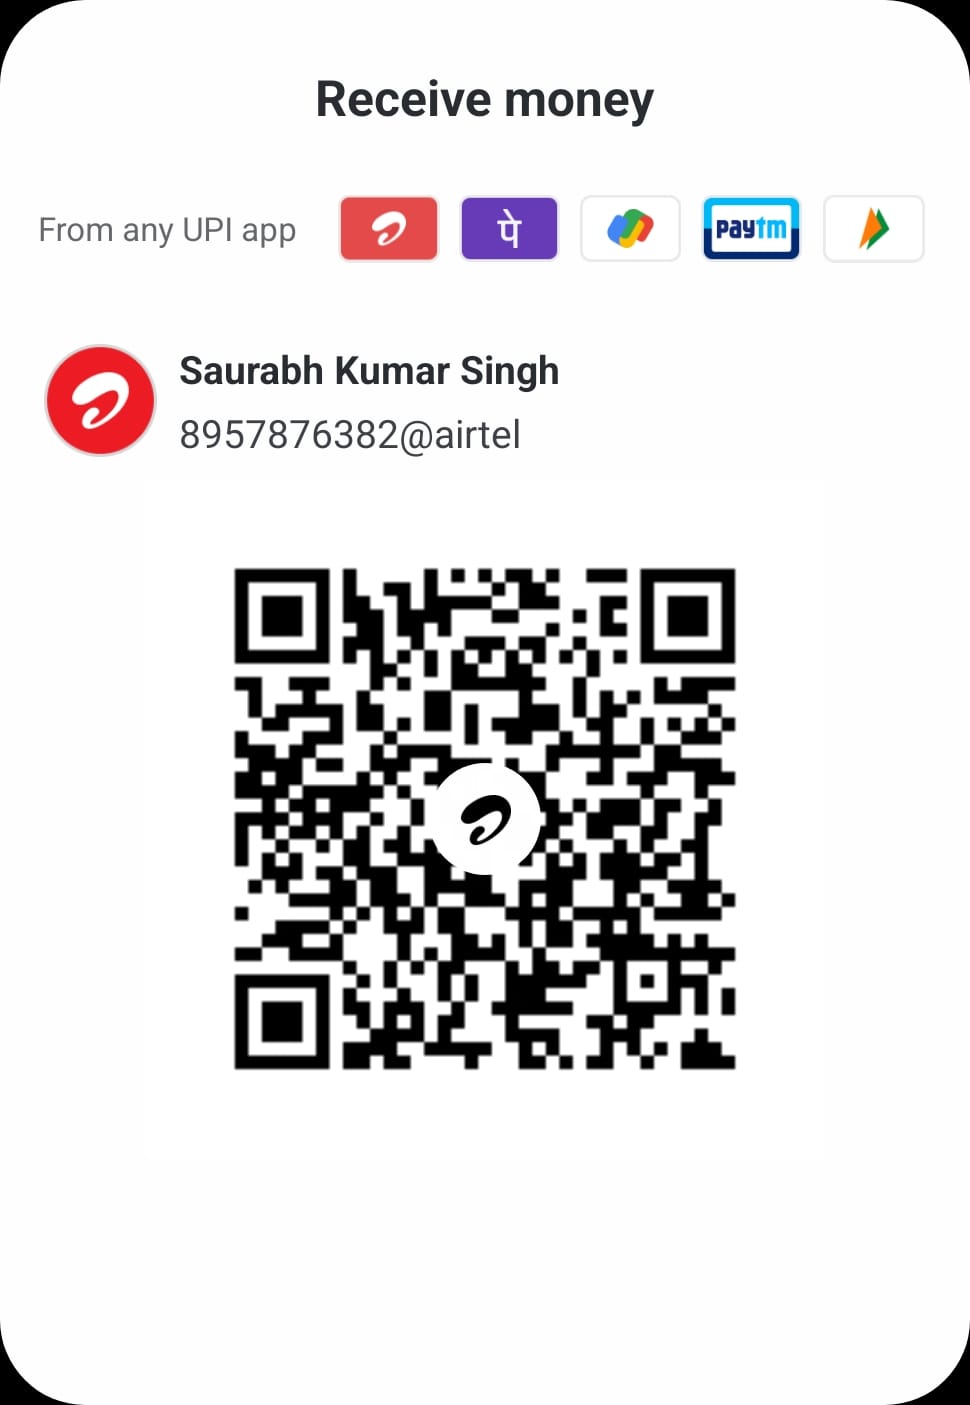 Receive money
From any UPI app
पे
paytm
Saurabh Kumar Singh
8957876382@airtel